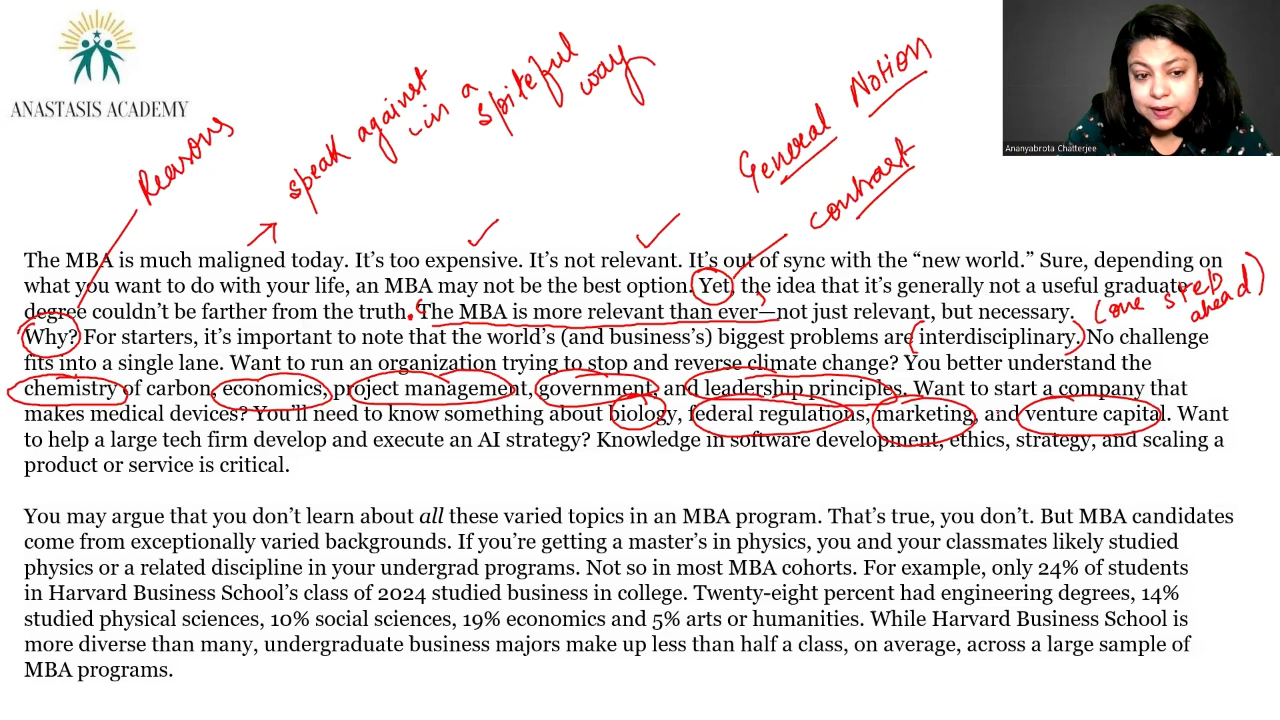 ANASTASIS ACADEMY
Reasons
speak against
in a
spiteful
way
General Notion
contrast
Ananyabrota Chatterjee
The MBA is much maligned today. It’s too expensive. It’s not relevant. It’s out of sync with the “new world.” Sure, depending on
what you want to do with your life, an MBA may not be the best option. Yet, the idea that it’s generally not a useful graduate
degree couldn’t be farther from the truth. The MBA is more relevant than ever—not just relevant, but necessary.
(one step
ahead)
Why? For starters, it’s important to note that the world’s (and business’s) biggest problems are interdisciplinary. No challenge
fits into a single lane. Want to run an organization trying to stop and reverse climate change? You better understand the
chemistry of carbon, economics, project management, government, and leadership principles. Want to start a company that
makes medical devices? You’ll need to know something about biology, federal regulations, marketing, and venture capital. Want
to help a large tech firm develop and execute an AI strategy? Knowledge in software development, ethics, strategy, and scaling a
product or service is critical.
You may argue that you don’t learn about all these varied topics in an MBA program. That’s true, you don’t. But MBA candidates
come from exceptionally varied backgrounds. If you’re getting a master’s in physics, you and your classmates likely studied
physics or a related discipline in your undergrad programs. Not so in most MBA cohorts. For example, only 24% of students
in Harvard Business School’s class of 2024 studied business in college. Twenty-eight percent had engineering degrees, 14%
studied physical sciences, 10% social sciences, 19% economics and 5% arts or humanities. While Harvard Business School is
more diverse than many, undergraduate business majors make up less than half a class, on average, across a large sample of
MBA programs.